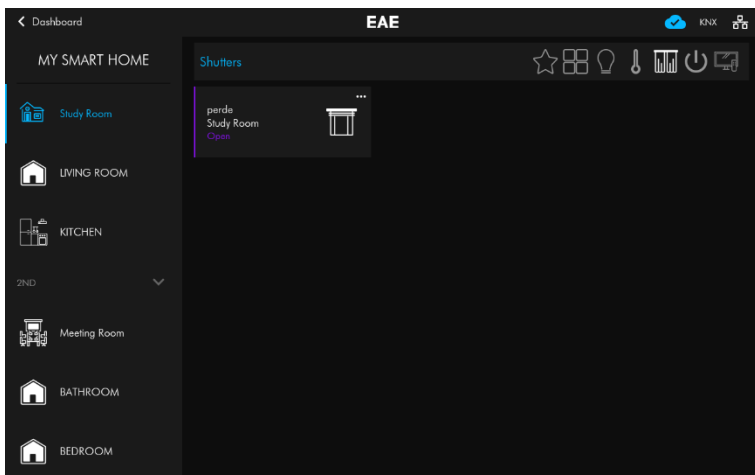 Dashboard
EAE
KNX
MY SMART HOME
Shutters
Study Room
perde
Study Room
Open
LIVING ROOM
KITCHEN
2ND
Meeting Room
BATHROOM
BEDROOM